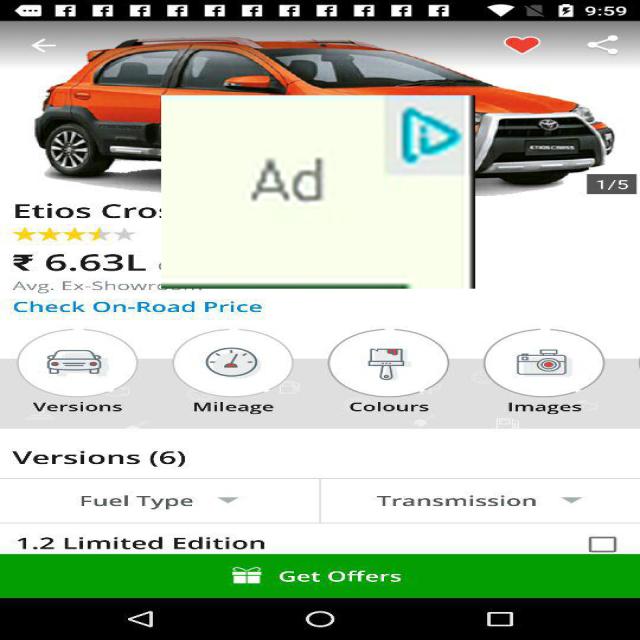 9:59
ETIOS CROSS
1/5
Ad
Etios Cros
₹ 6.63L
Avg. Ex-Showroom
Check On-Road Price
Versions Mileage Colours Images
Versions (6)
Fuel Type Transmission
1.2 Limited Edition
Get Offers